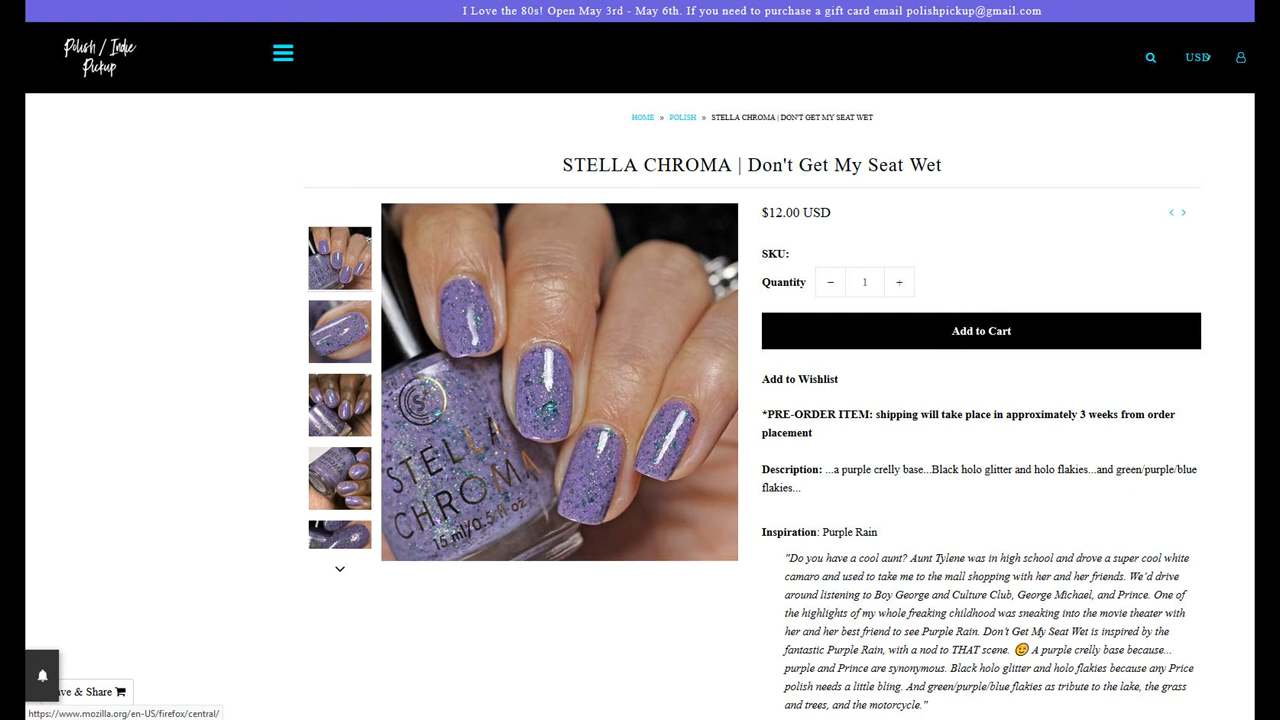 I Love the 80s! Open May 3rd - May 6th. If you need to purchase a gift card email polishpickup@gmail.com
Polish / Indie
Pickup
USD
HOME » POLISH » STELLA CHROMA | DON'T GET MY SEAT WET
STELLA CHROMA | Don't Get My Seat Wet
STELLA
CHROMA
15 ml/0.5 fl oz.
$12.00 USD
SKU:
Quantity − 1 +
Add to Cart
Add to Wishlist
*PRE-ORDER ITEM: shipping will take place in approximately 3 weeks from order
placement
Description: ...a purple crelly base...Black holo glitter and holo flakies...and green/purple/blue
flakies...
Inspiration: Purple Rain
"Do you have a cool aunt? Aunt Tylene was in high school and drove a super cool white
camaro and used to take me to the mall shopping with her and her friends. We'd drive
around listening to Boy George and Culture Club, George Michael, and Prince. One of
the highlights of my whole freaking childhood was sneaking into the movie theater with
her and her best friend to see Purple Rain. Don't Get My Seat Wet is inspired by the
fantastic Purple Rain, with a nod to THAT scene. 😉 A purple crelly base because...
purple and Prince are synonymous. Black holo glitter and holo flakies because any Price
polish needs a little bling. And green/purple/blue flakies as tribute to the lake, the grass
and trees, and the motorcycle."
ve & Share
https://www.mozilla.org/en-US/firefox/central/